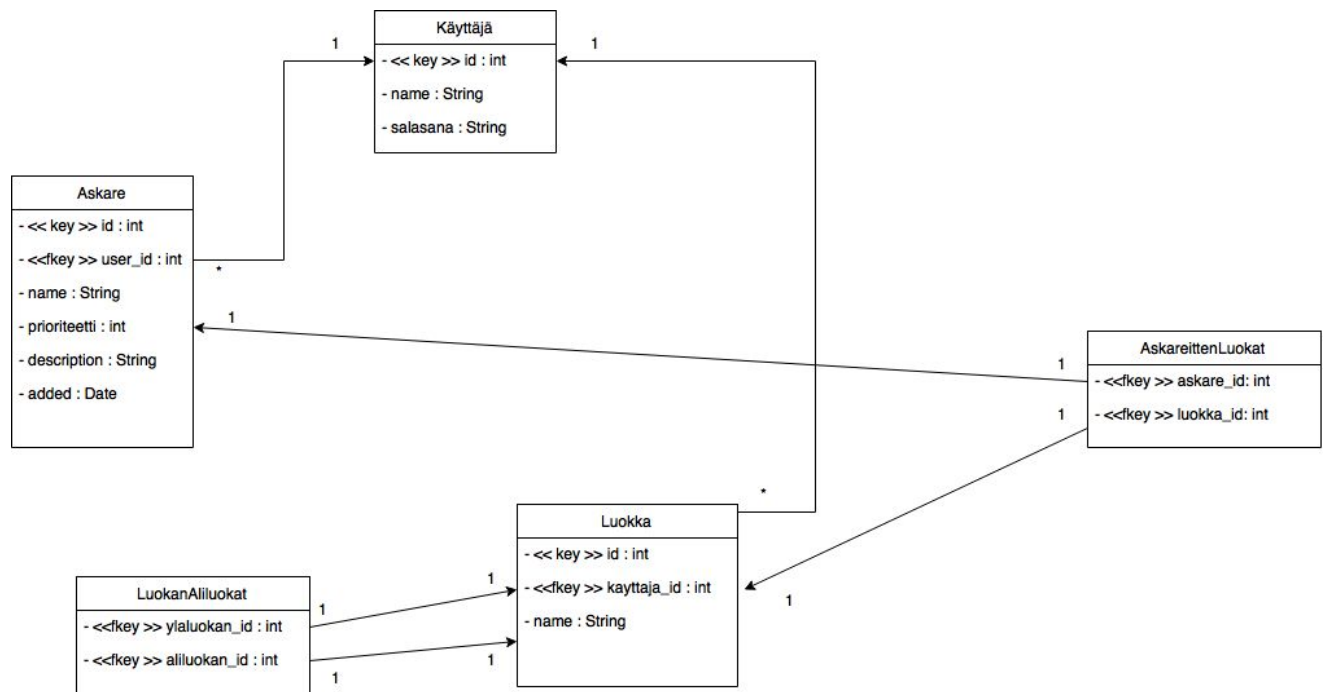 Käyttäjä
- << key >> id : int
- name : String
- salasana : String
1
1
Askare
- << key >> id : int
- <<fkey >> user_id : int
- name : String
- prioriteetti : int
- description : String
- added : Date
*
1
AskareittenLuokat
- <<fkey >> askare_id: int
- <<fkey >> luokka_id: int
1
1
*
Luokka
- << key >> id : int
- <<fkey >> kayttaja_id : int
- name : String
1
LuokanAliluokat
- <<fkey >> ylaluokan_id : int
- <<fkey >> aliluokan_id : int
1
1
1
1